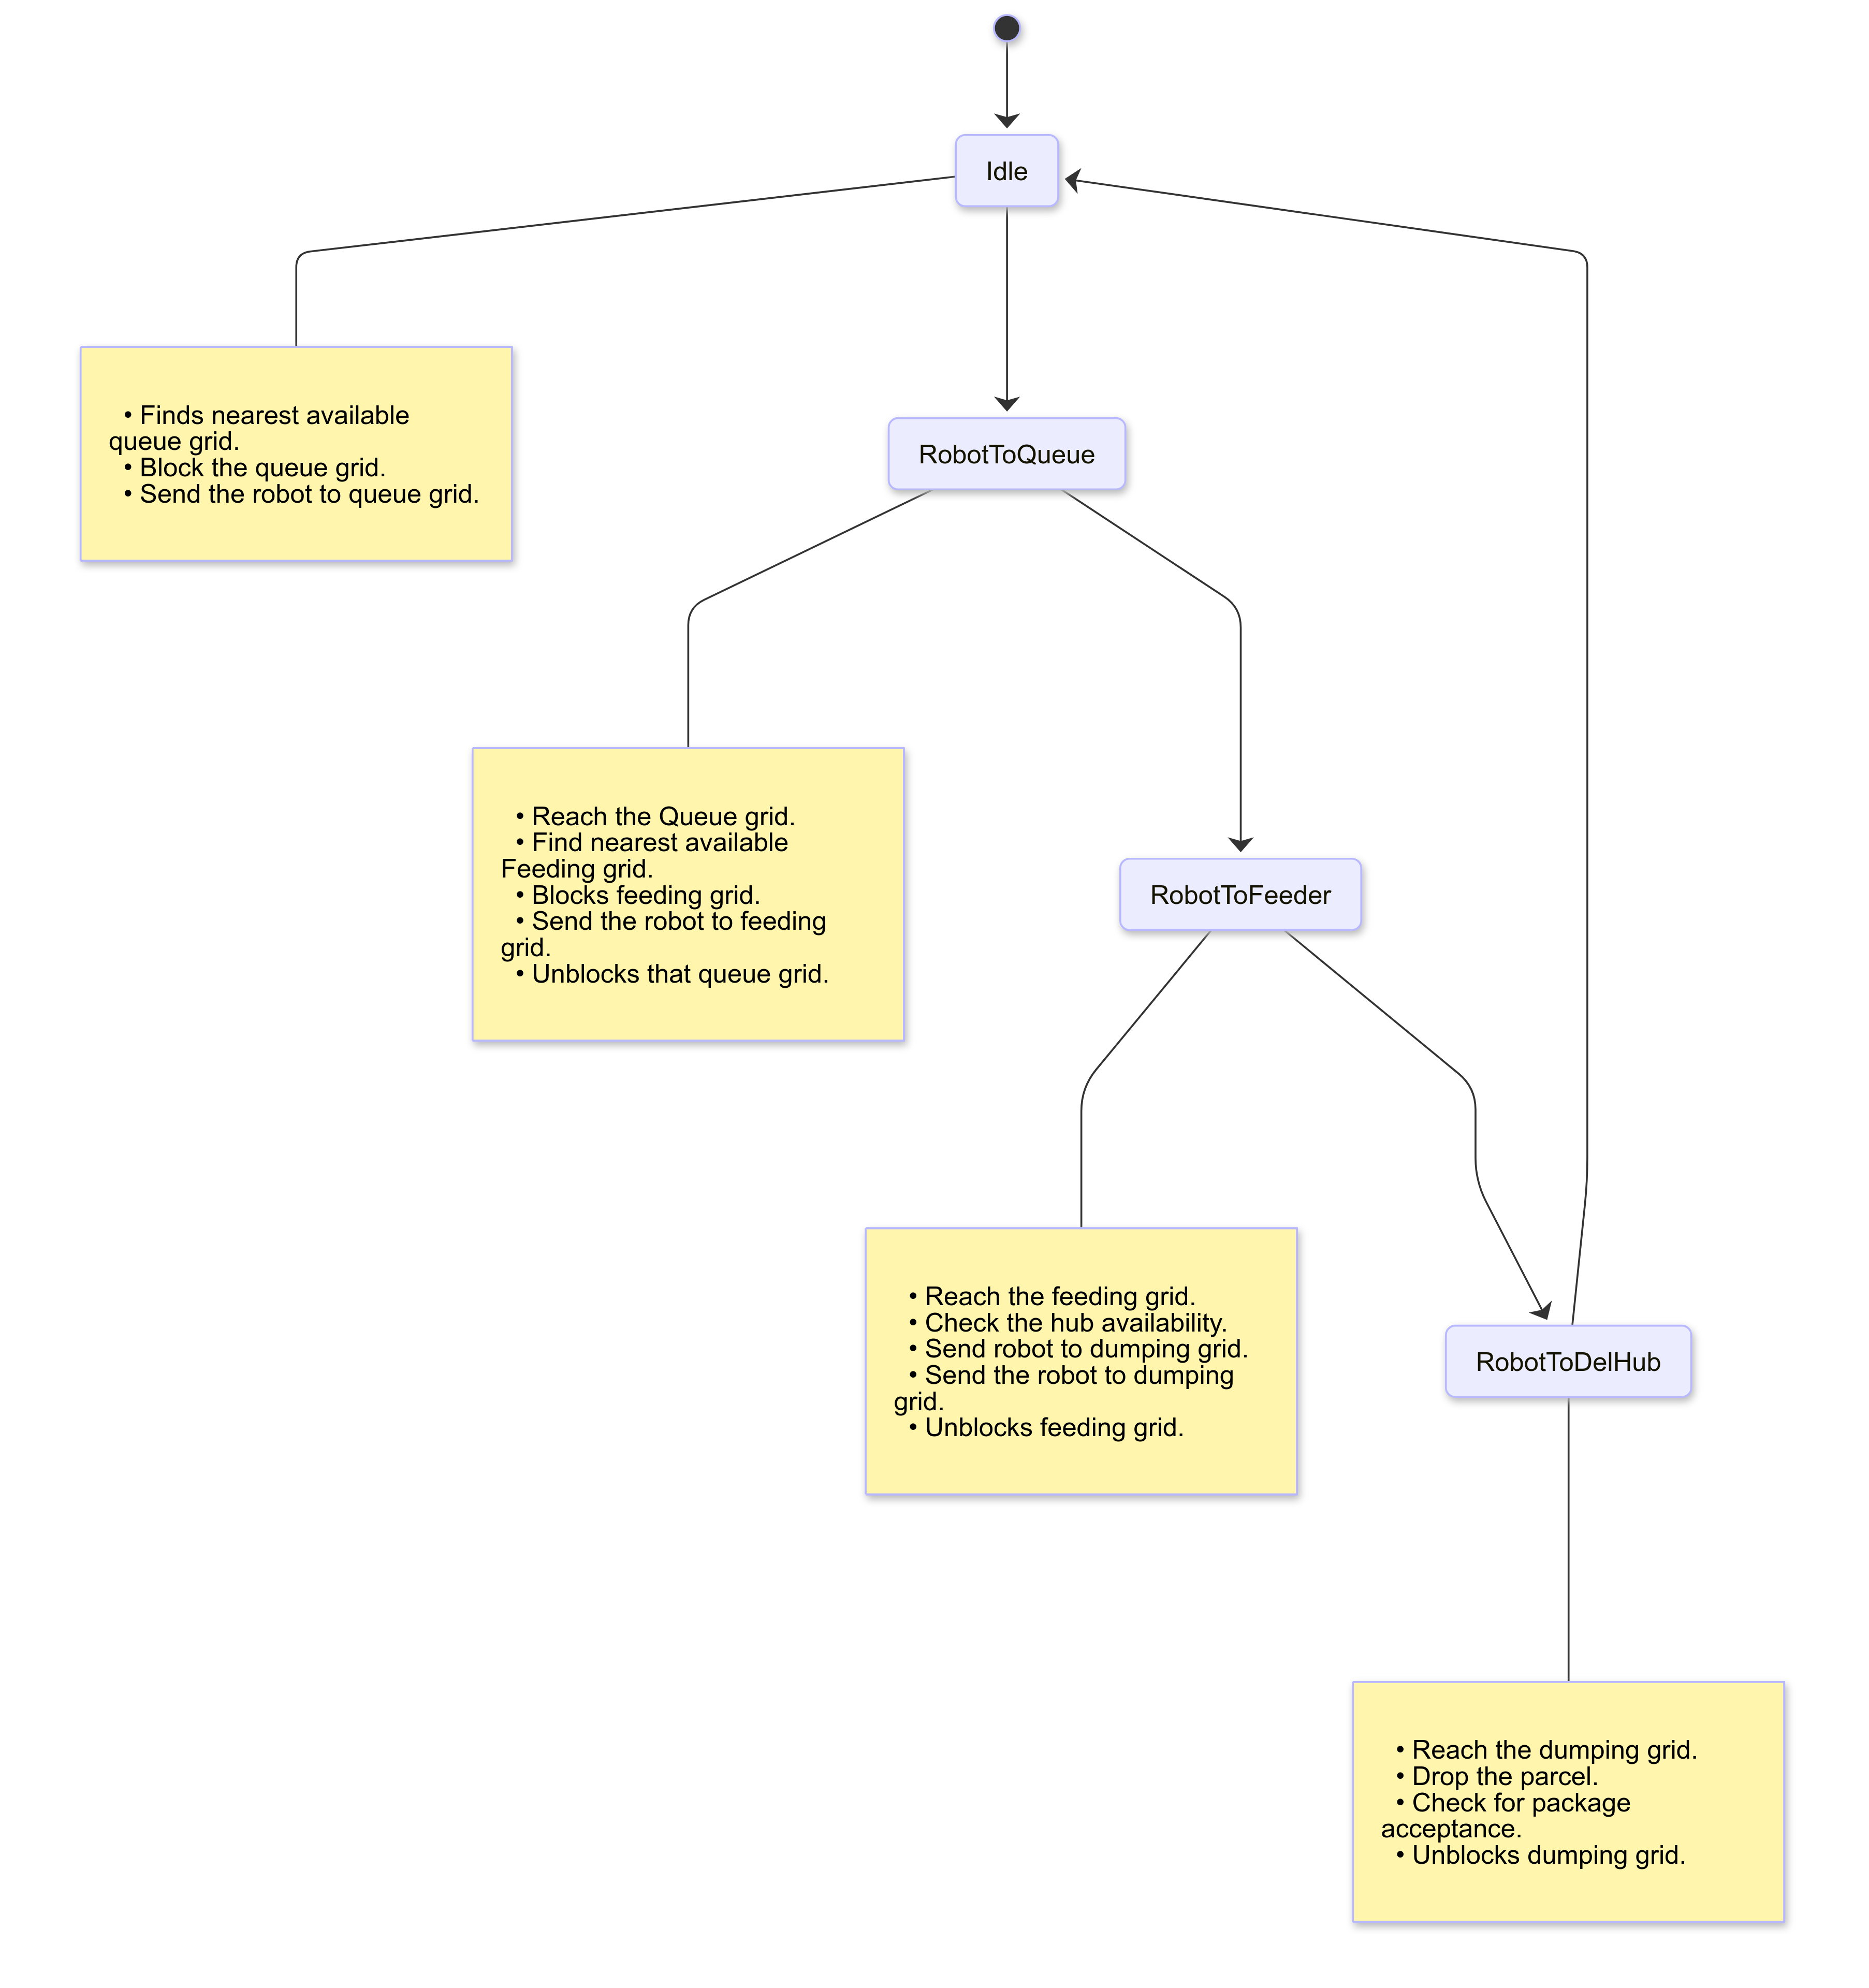 Idle
• Finds nearest available
queue grid.
• Block the queue grid.
• Send the robot to queue grid.
RobotToQueue
• Reach the Queue grid.
• Find nearest available
Feeding grid.
• Blocks feeding grid.
• Send the robot to feeding
grid.
• Unblocks that queue grid.
RobotToFeeder
• Reach the feeding grid.
• Check the hub availability.
• Send robot to dumping grid.
• Send the robot to dumping
grid.
• Unblocks feeding grid.
RobotToDelHub
• Reach the dumping grid.
• Drop the parcel.
• Check for package
acceptance.
• Unblocks dumping grid.